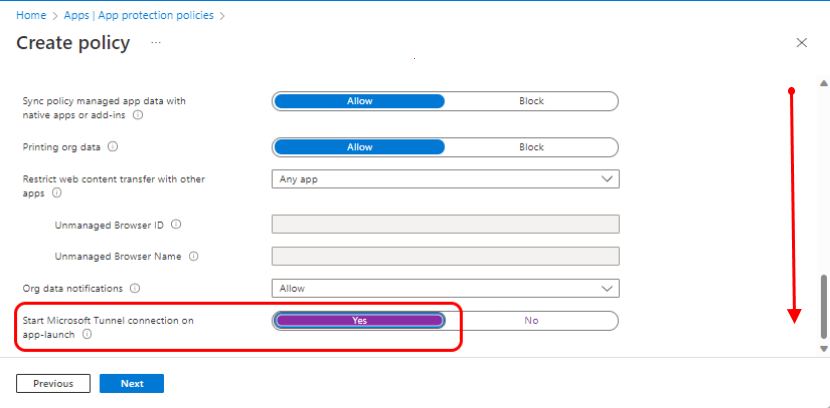 Home > Apps | App protection policies >
Create policy ...
Sync policy managed app data with
native apps or add-ins
Allow Block
Printing org data
Allow Block
Restrict web content transfer with other
apps
Any app
Unmanaged Browser ID
Unmanaged Browser Name
Org data notifications
Allow
Start Microsoft Tunnel connection on
app-launch
Yes No
Previous Next